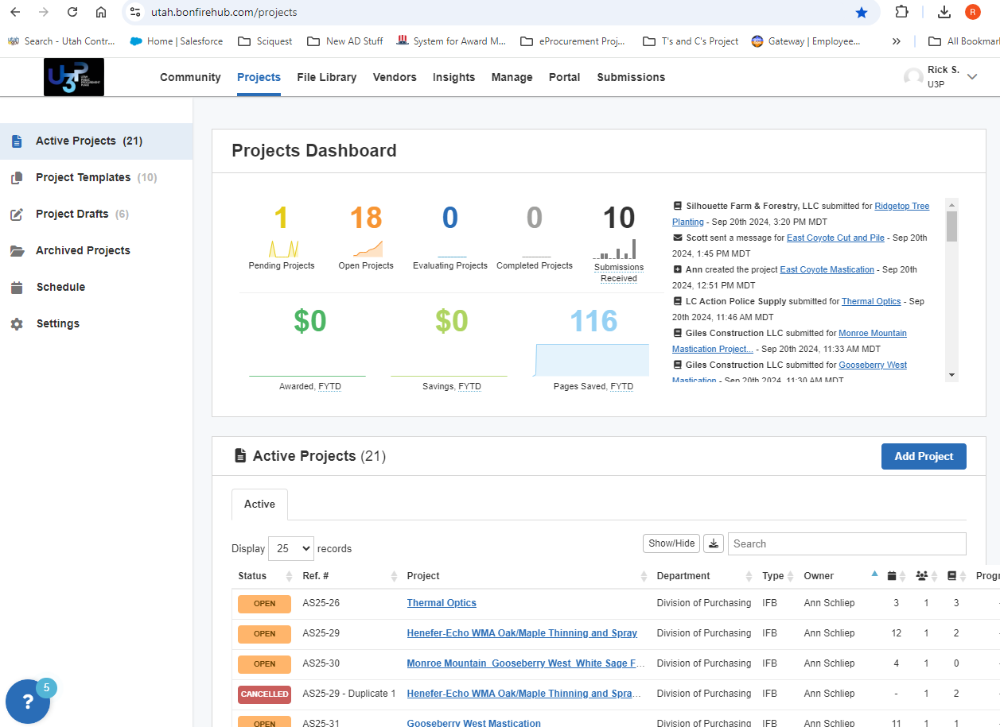 utah.bonfirehub.com/projects
R
Search - Utah Contr...
Home | Salesforce
Sciquest
New AD Stuff
System for Award M...
eProcurement Proj...
T's and C's Project
Gateway | Employee...
»
All Bookmar
U3P
UTAH PUBLIC PROCUREMENT PLACE
Community
Projects
File Library
Vendors
Insights
Manage
Portal
Submissions
Rick S.
U3P
Active Projects (21)
Project Templates (10)
Project Drafts (6)
Archived Projects
Schedule
Settings
Projects Dashboard
1
Pending Projects
18
Open Projects
0
Evaluating Projects
0
Completed Projects
10
Submissions
Received
$0
Awarded, FYTD
$0
Savings, FYTD
116
Pages Saved, FYTD
Silhouette Farm & Forestry, LLC submitted for Ridgetop Tree
Planting - Sep 20th 2024, 3:20 PM MDT
Scott sent a message for East Coyote Cut and Pile - Sep 20th
2024, 1:45 PM MDT
Ann created the project East Coyote Mastication - Sep 20th
2024, 12:51 PM MDT
LC Action Police Supply submitted for Thermal Optics - Sep
20th 2024, 11:46 AM MDT
Giles Construction LLC submitted for Monroe Mountain
Mastication Project... - Sep 20th 2024, 11:33 AM MDT
Giles Construction LLC submitted for Gooseberry West
Mastication - Sep 20th 2024, 11:30 AM MDT
Active Projects (21)
Add Project
Active
Display 25 records
Show/Hide
Search
Status Ref. # Project Department Type Owner Progr
OPEN AS25-26 Thermal Optics Division of Purchasing IFB Ann Schliep 3 1 3 -
OPEN AS25-29 Henefer-Echo WMA Oak/Maple Thinning and Spray Division of Purchasing IFB Ann Schliep 12 1 2 -
OPEN AS25-30 Monroe Mountain_Gooseberry West_White Sage F... Division of Purchasing IFB Ann Schliep 4 1 0 -
CANCELLED AS25-29 - Duplicate 1 Henefer-Echo WMA Oak/Maple Thinning and Spra... Division of Purchasing IFB Ann Schliep - 1 2 -
OPEN AS25-31 Gooseberry West Mastication Division of Purchasing IFB Ann Schliep 11 1 1 -
?
5